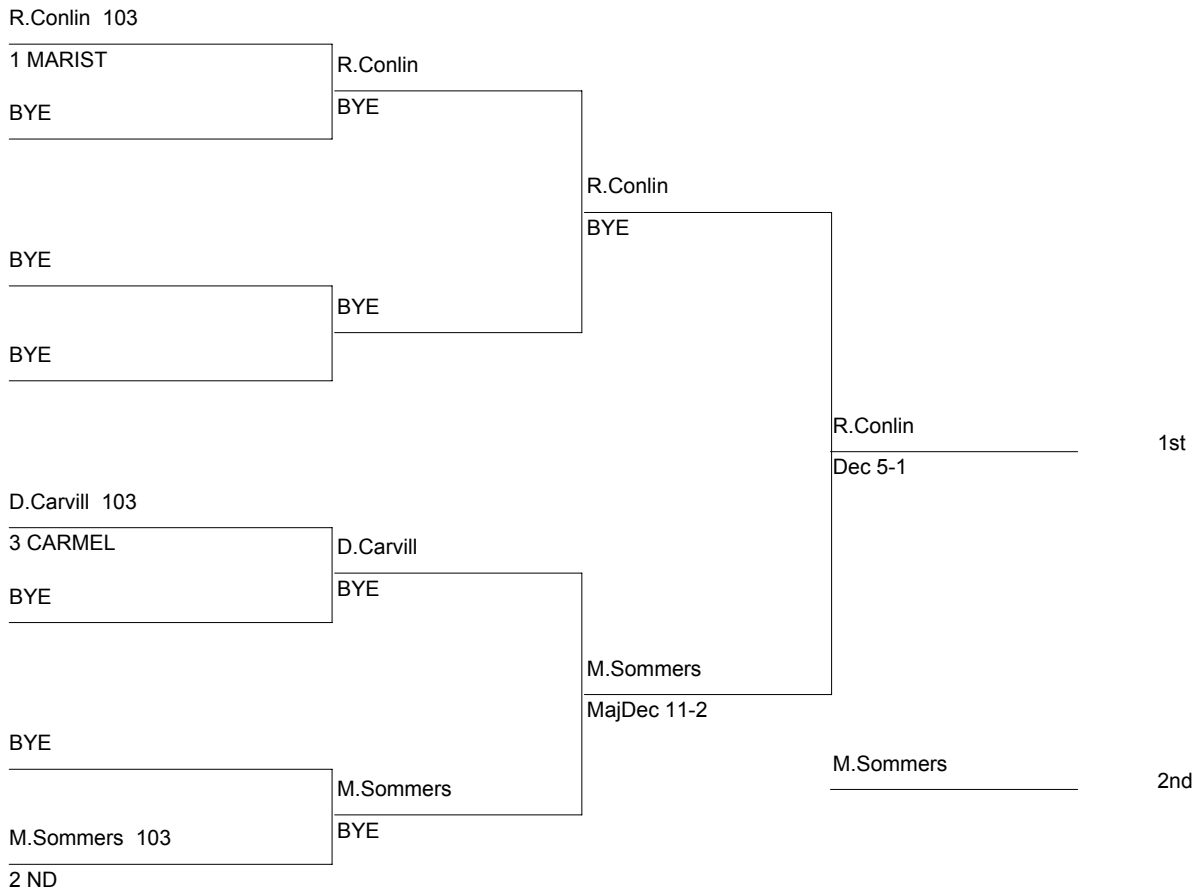 R.Conlin 103
1 MARIST
BYE
BYE
BYE
D.Carvill 103
3 CARMEL
BYE
BYE
M.Sommers 103
2 ND
R.Conlin
BYE
BYE
D.Carvill
BYE
M.Sommers
BYE
R.Conlin
BYE
M.Sommers
MajDec 11-2
R.Conlin
Dec 5-1
1st
M.Sommers
2nd